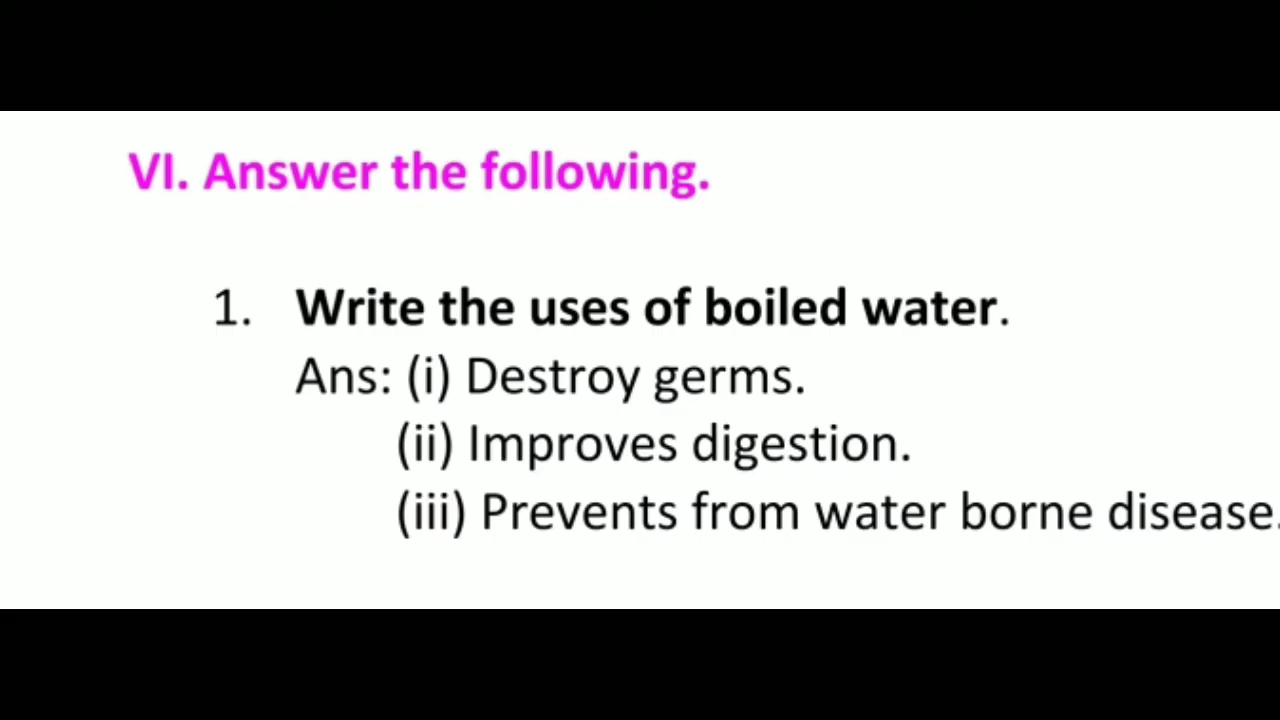 VI. Answer the following.
1. Write the uses of boiled water.
Ans: (i) Destroy germs.
(ii) Improves digestion.
(iii) Prevents from water borne disease.